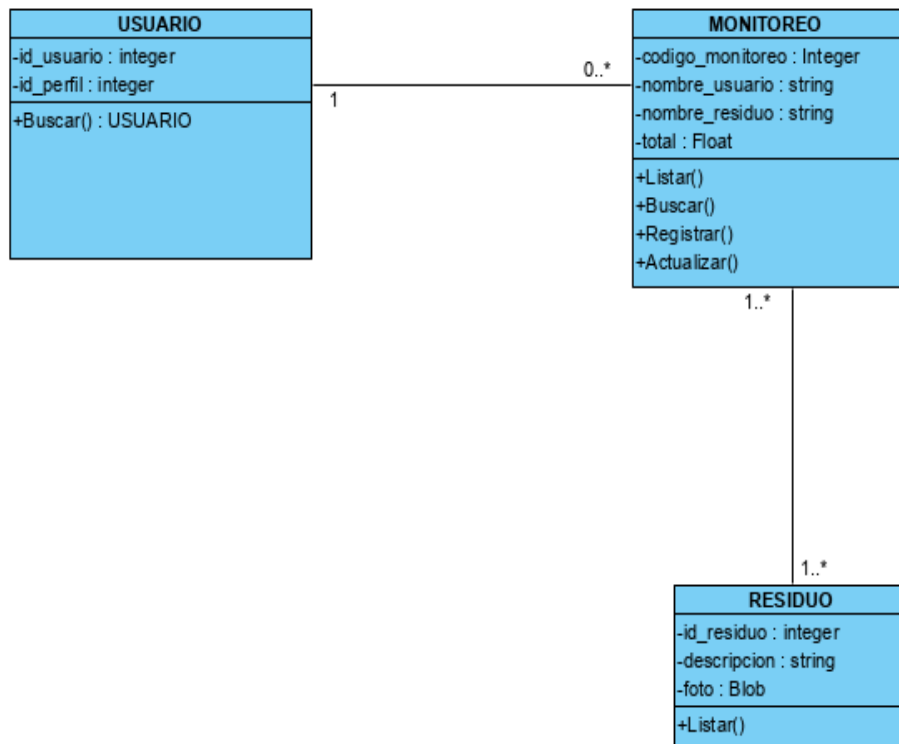 USUARIO
-id_usuario : integer
-id_perfil : integer
+Buscar() : USUARIO
1
0..*
MONITOREO
-codigo_monitoreo : Integer
-nombre_usuario : string
-nombre_residuo : string
-total : Float
+Listar()
+Buscar()
+Registrar()
+Actualizar()
1..*
1..*
RESIDUO
-id_residuo : integer
-descripcion : string
-foto : Blob
+Listar()